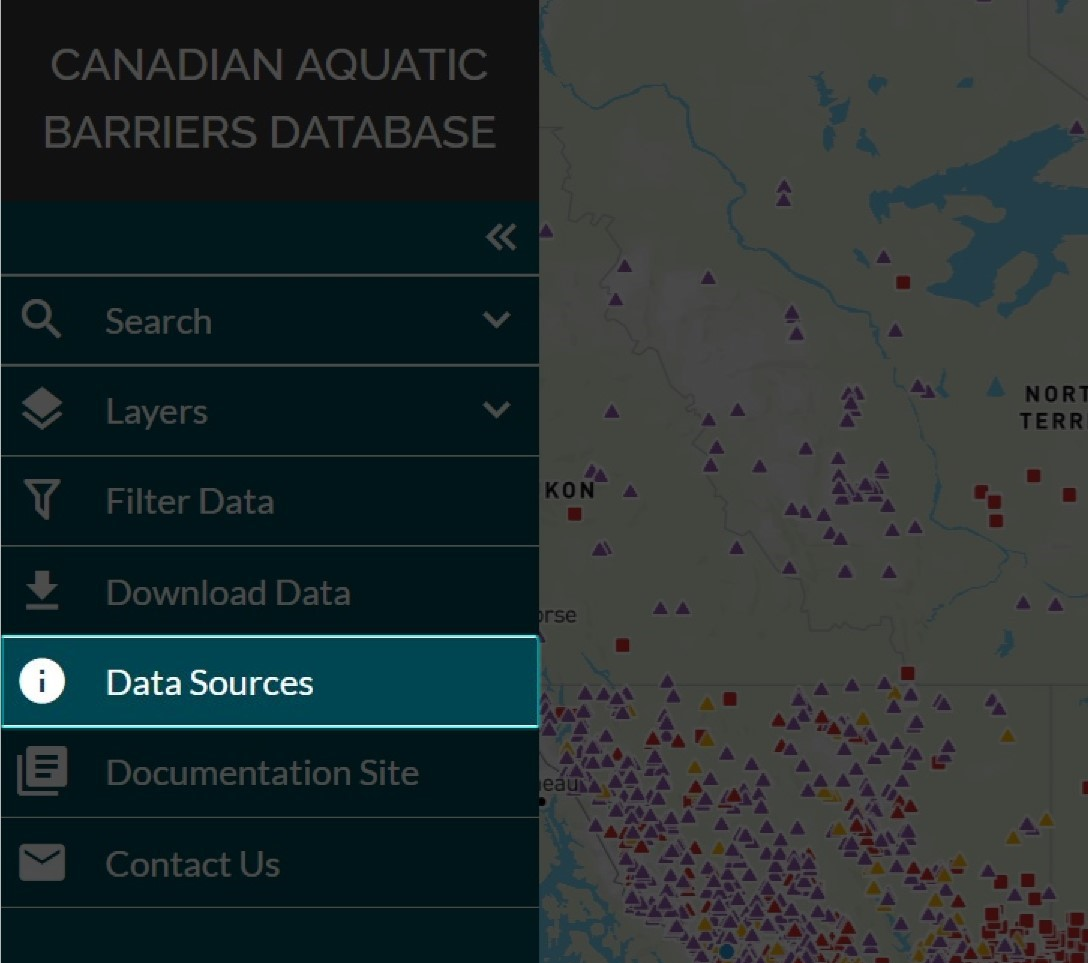 CANADIAN AQUATIC
BARRIERS DATABASE
Search
Layers
Filter Data
Download Data
Data Sources
Documentation Site
Contact Us
NORT
TERR
KON
orse
eau